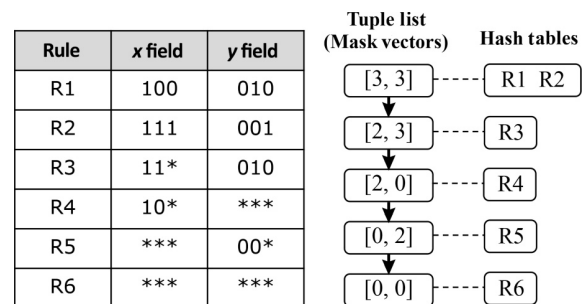 Rule x field y field
R1 100 010
R2 111 001
R3 11* 010
R4 10* ***
R5 *** 00*
R6 *** ***
Tuple list
(Mask vectors)
Hash tables
[3, 3] R1 R2
[2, 3] R3
[2, 0] R4
[0, 2] R5
[0, 0] R6